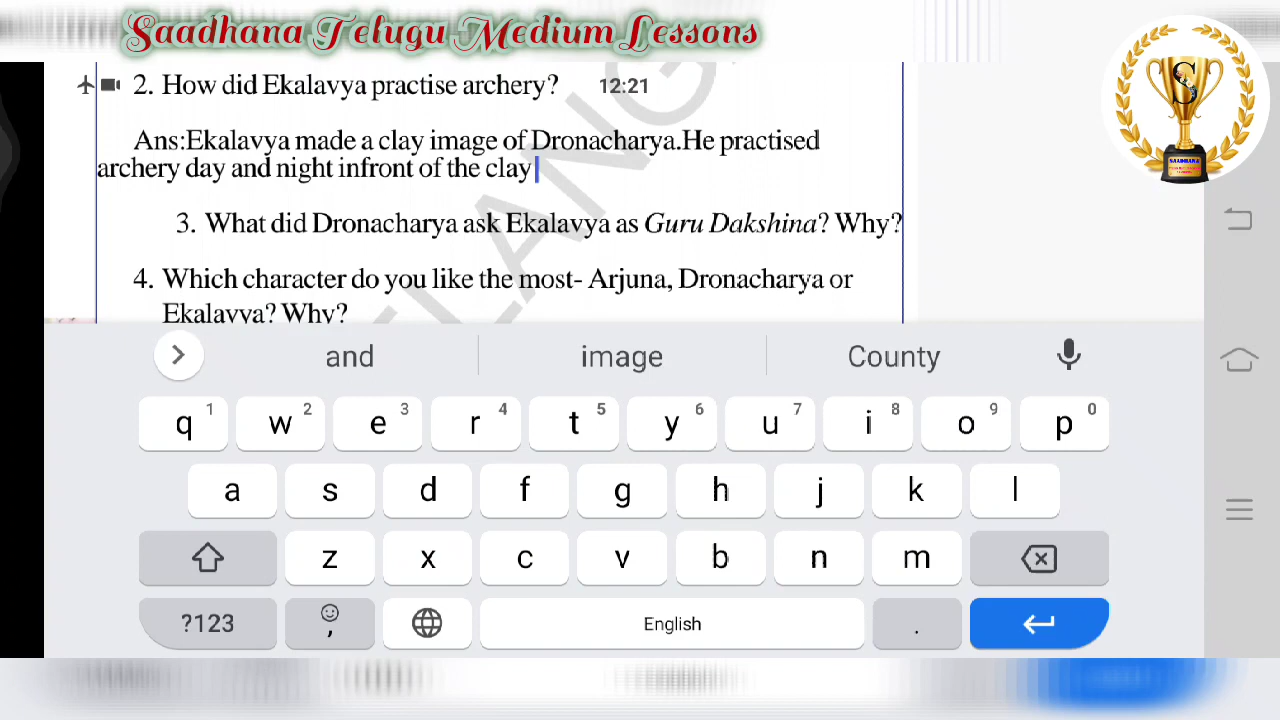 Saadhana Telugu Medium Lessons
2. How did Ekalavya practise archery? 12:21
Ans:Ekalavya made a clay image of Dronacharya.He practised
archery day and night infront of the clay
3. What did Dronacharya ask Ekalavya as Guru Dakshina? Why?
4. Which character do you like the most- Arjuna, Dronacharya or
Ekalavya? Why?
and image County
q 1 w 2 e 3 r 4 t 5 y 6 u 7 i 8 o 9 p 0
a s d f g h j k l
z x c v b n m
?123 , English .
S
SAADHANA